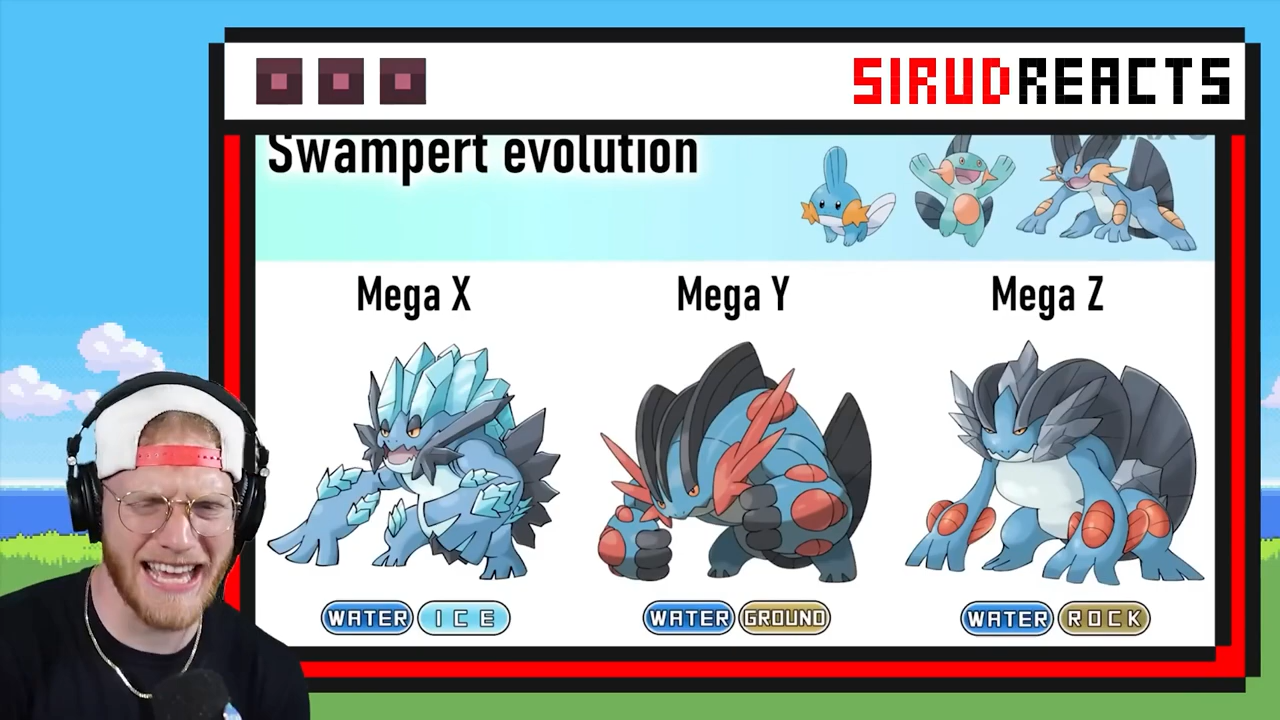 SIRUDREACTS
Swampert evolution
Mega X
Mega Y
Mega Z
WATER ICE
WATER GROUND
WATER ROCK